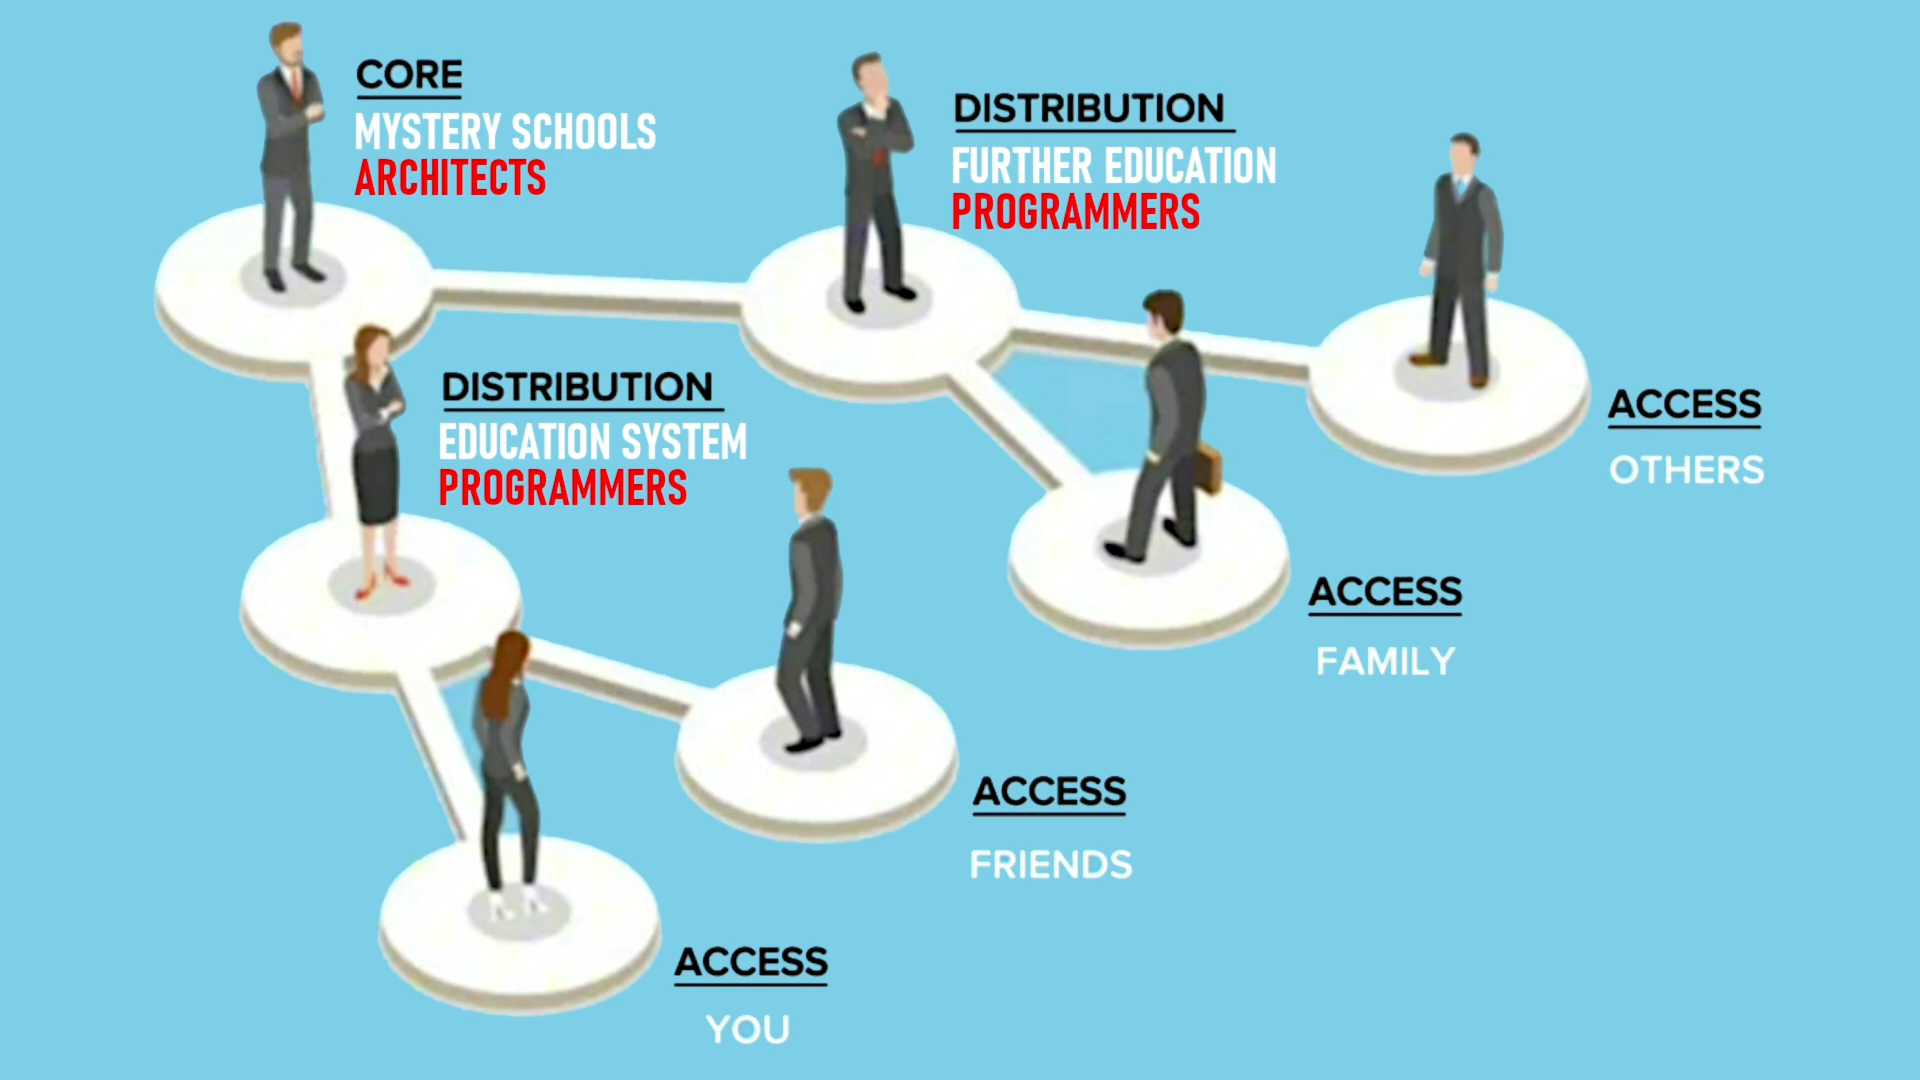 CORE
MYSTERY SCHOOLS
ARCHITECTS
DISTRIBUTION
FURTHER EDUCATION
PROGRAMMERS
DISTRIBUTION
EDUCATION SYSTEM
PROGRAMMERS
ACCESS
OTHERS
ACCESS
FAMILY
ACCESS
FRIENDS
ACCESS
YOU